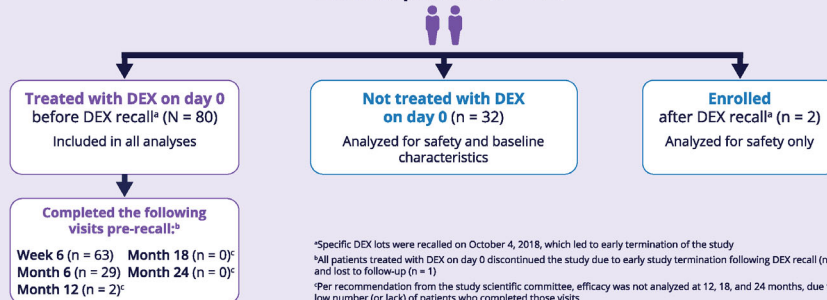 Treated with DEX on day 0
before DEX recallᵃ (N = 80)
Included in all analyses
Not treated with DEX
on day 0 (n = 32)
Analyzed for safety and baseline
characteristics
Enrolled
after DEX recallᵃ (n = 2)
Analyzed for safety only
Completed the following
visits pre-recall:ᵇ
Week 6 (n = 63) Month 18 (n = 0)ᶜ
Month 6 (n = 29) Month 24 (n = 0)ᶜ
Month 12 (n = 2)ᶜ
ᵃSpecific DEX lots were recalled on October 4, 2018, which led to early termination of the study
ᵇAll patients treated with DEX on day 0 discontinued the study due to early study termination following DEX recall (n
and lost to follow-up (n = 1)
ᶜPer recommendation from the study scientific committee, efficacy was not analyzed at 12, 18, and 24 months, due
low number (or lack) of patients who completed those visits